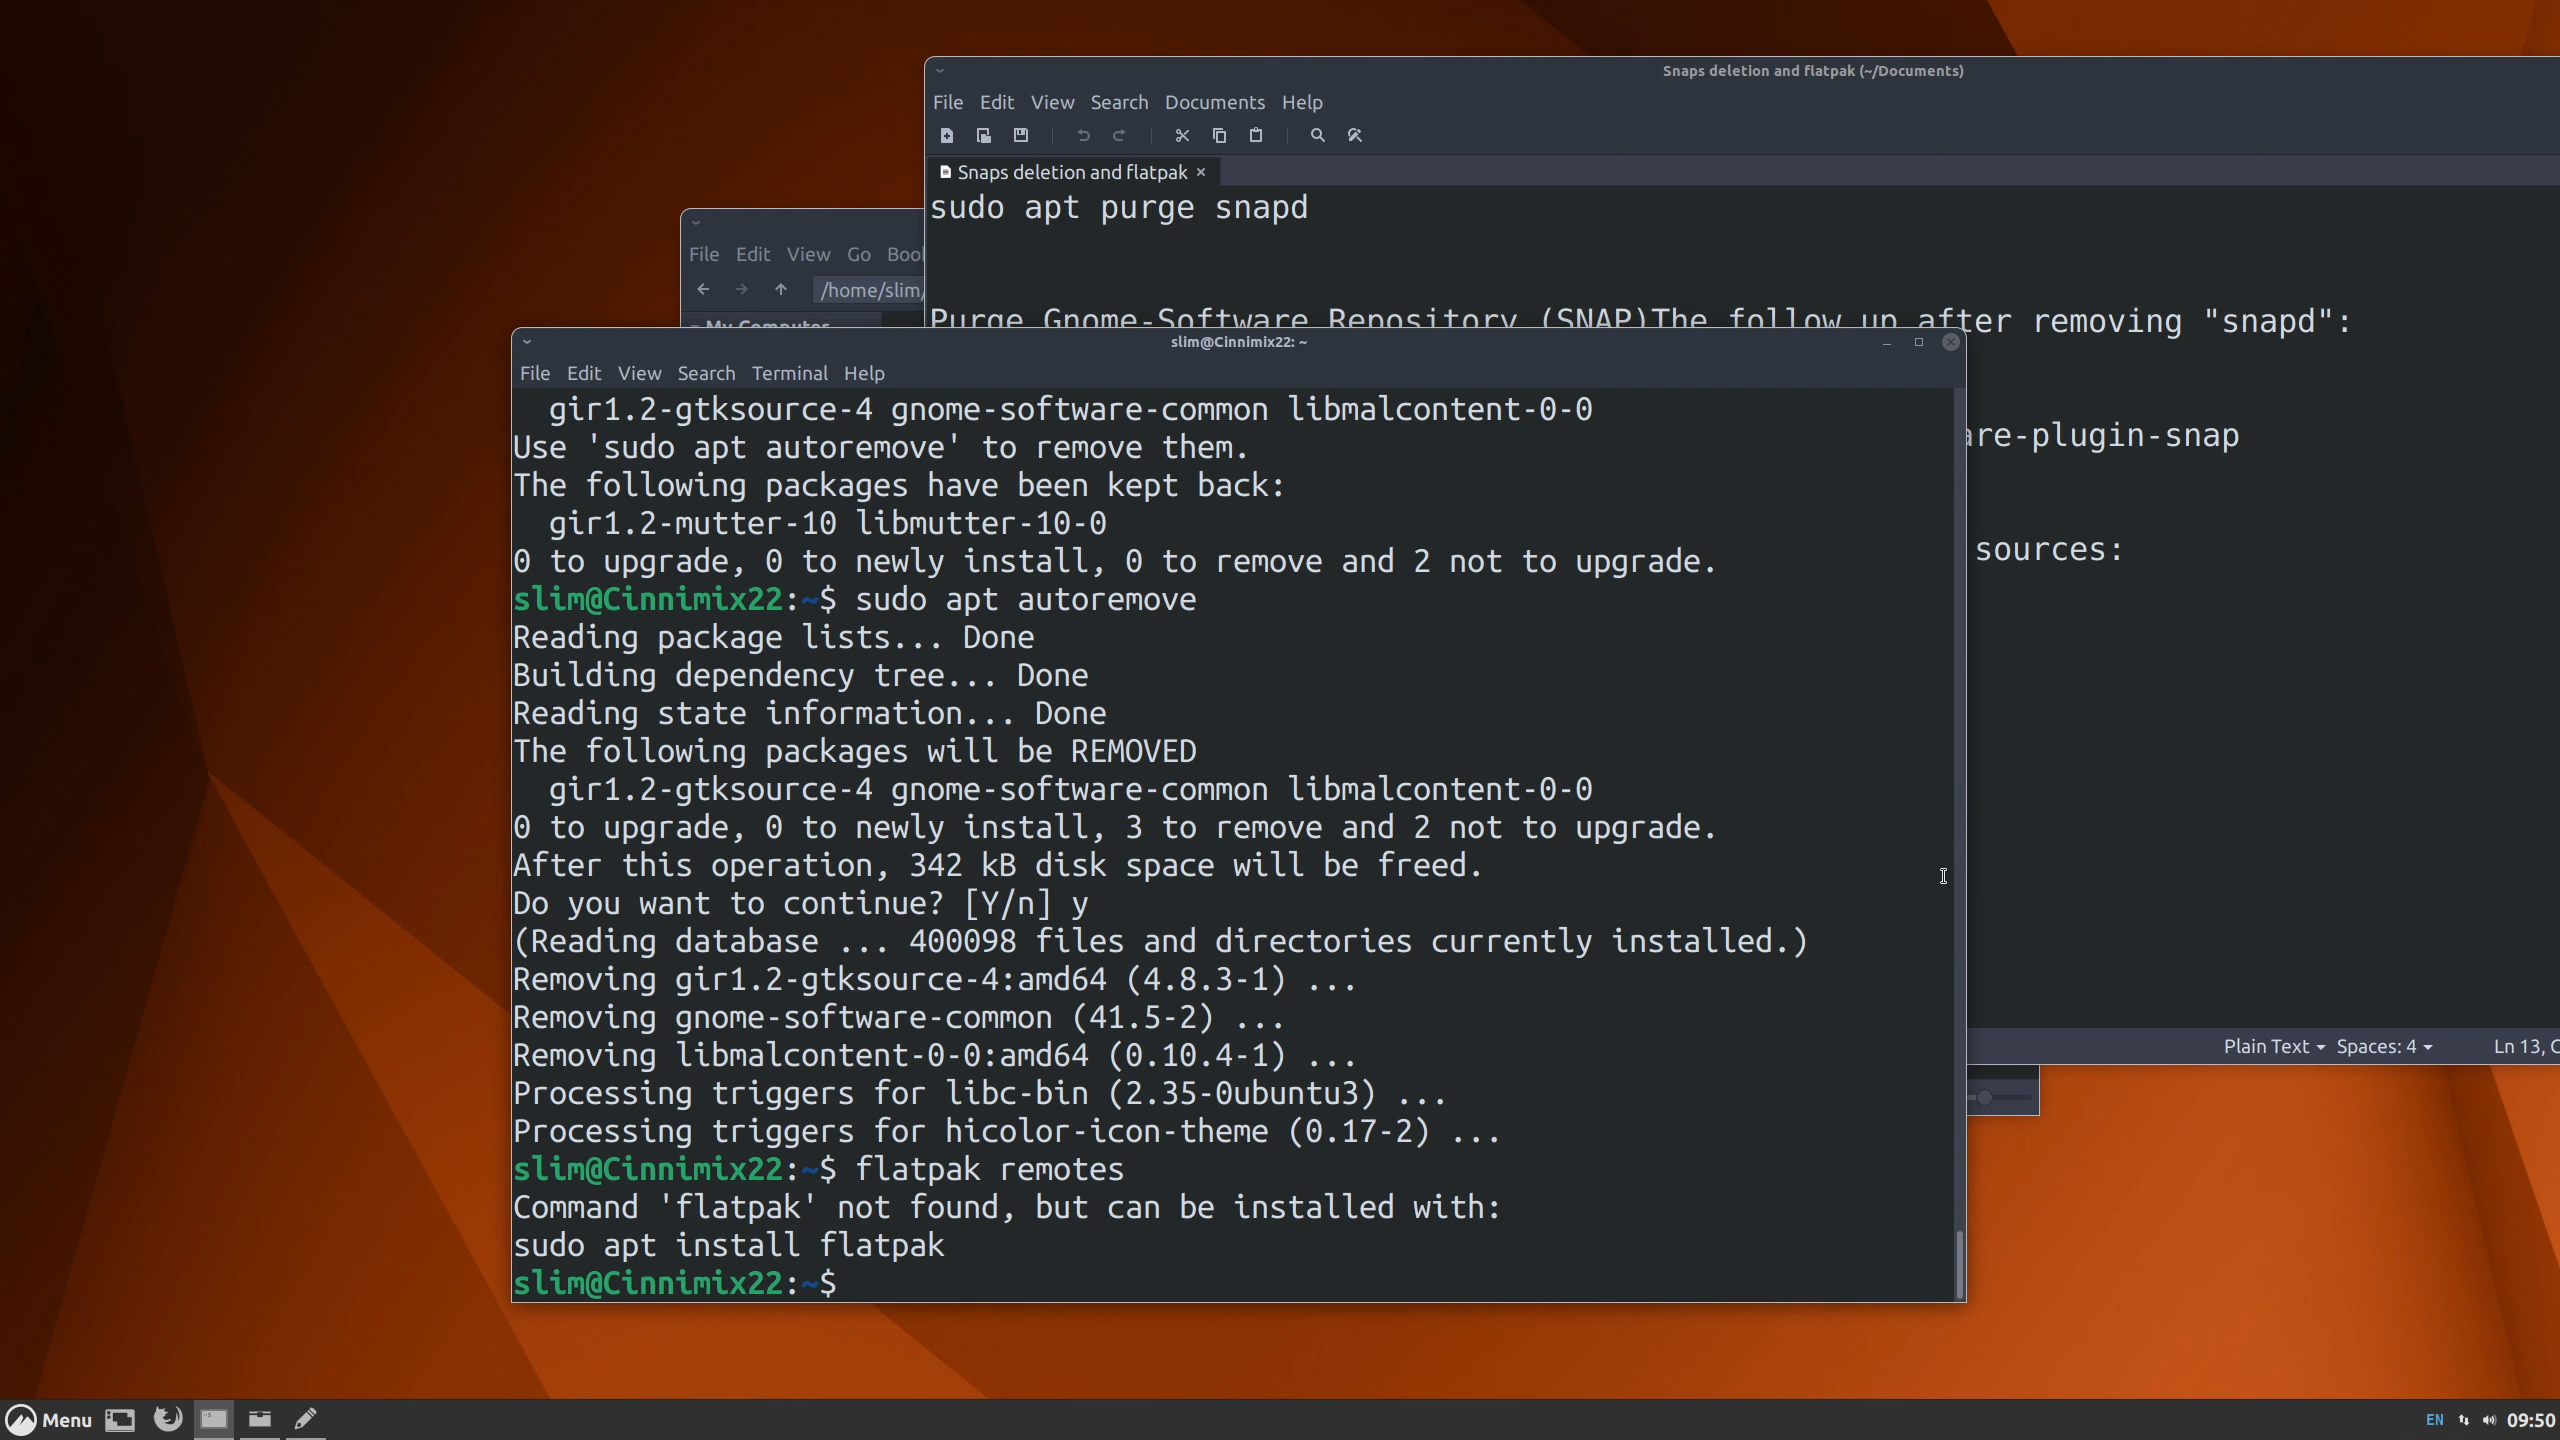 Snaps deletion and flatpak (~/Documents)
File Edit View Search Documents Help
Snaps deletion and flatpak
sudo apt purge snapd
File Edit View Go
/home/slim/
My Computer
Purge Gnome-Software Repository (SNAP)The follow up after removing "snapd":
re-plugin-snap
sources:
Plain Text Spaces: 4 Ln 13,
slim@Cinnimix22: ~
File Edit View Search Terminal Help
gir1.2-gtksource-4 gnome-software-common libmalcontent-0-0
Use 'sudo apt autoremove' to remove them.
The following packages have been kept back:
gir1.2-mutter-10 libmutter-10-0
0 to upgrade, 0 to newly install, 0 to remove and 2 not to upgrade.
slim@Cinnimix22:~$ sudo apt autoremove
Reading package lists... Done
Building dependency tree... Done
Reading state information... Done
The following packages will be REMOVED
gir1.2-gtksource-4 gnome-software-common libmalcontent-0-0
0 to upgrade, 0 to newly install, 3 to remove and 2 not to upgrade.
After this operation, 342 kB disk space will be freed.
Do you want to continue? [Y/n] y
(Reading database ... 400098 files and directories currently installed.)
Removing gir1.2-gtksource-4:amd64 (4.8.3-1) ...
Removing gnome-software-common (41.5-2) ...
Removing libmalcontent-0-0:amd64 (0.10.4-1) ...
Processing triggers for libc-bin (2.35-0ubuntu3) ...
Processing triggers for hicolor-icon-theme (0.17-2) ...
slim@Cinnimix22:~$ flatpak remotes
Command 'flatpak' not found, but can be installed with:
sudo apt install flatpak
slim@Cinnimix22:~$
Menu EN 09:50